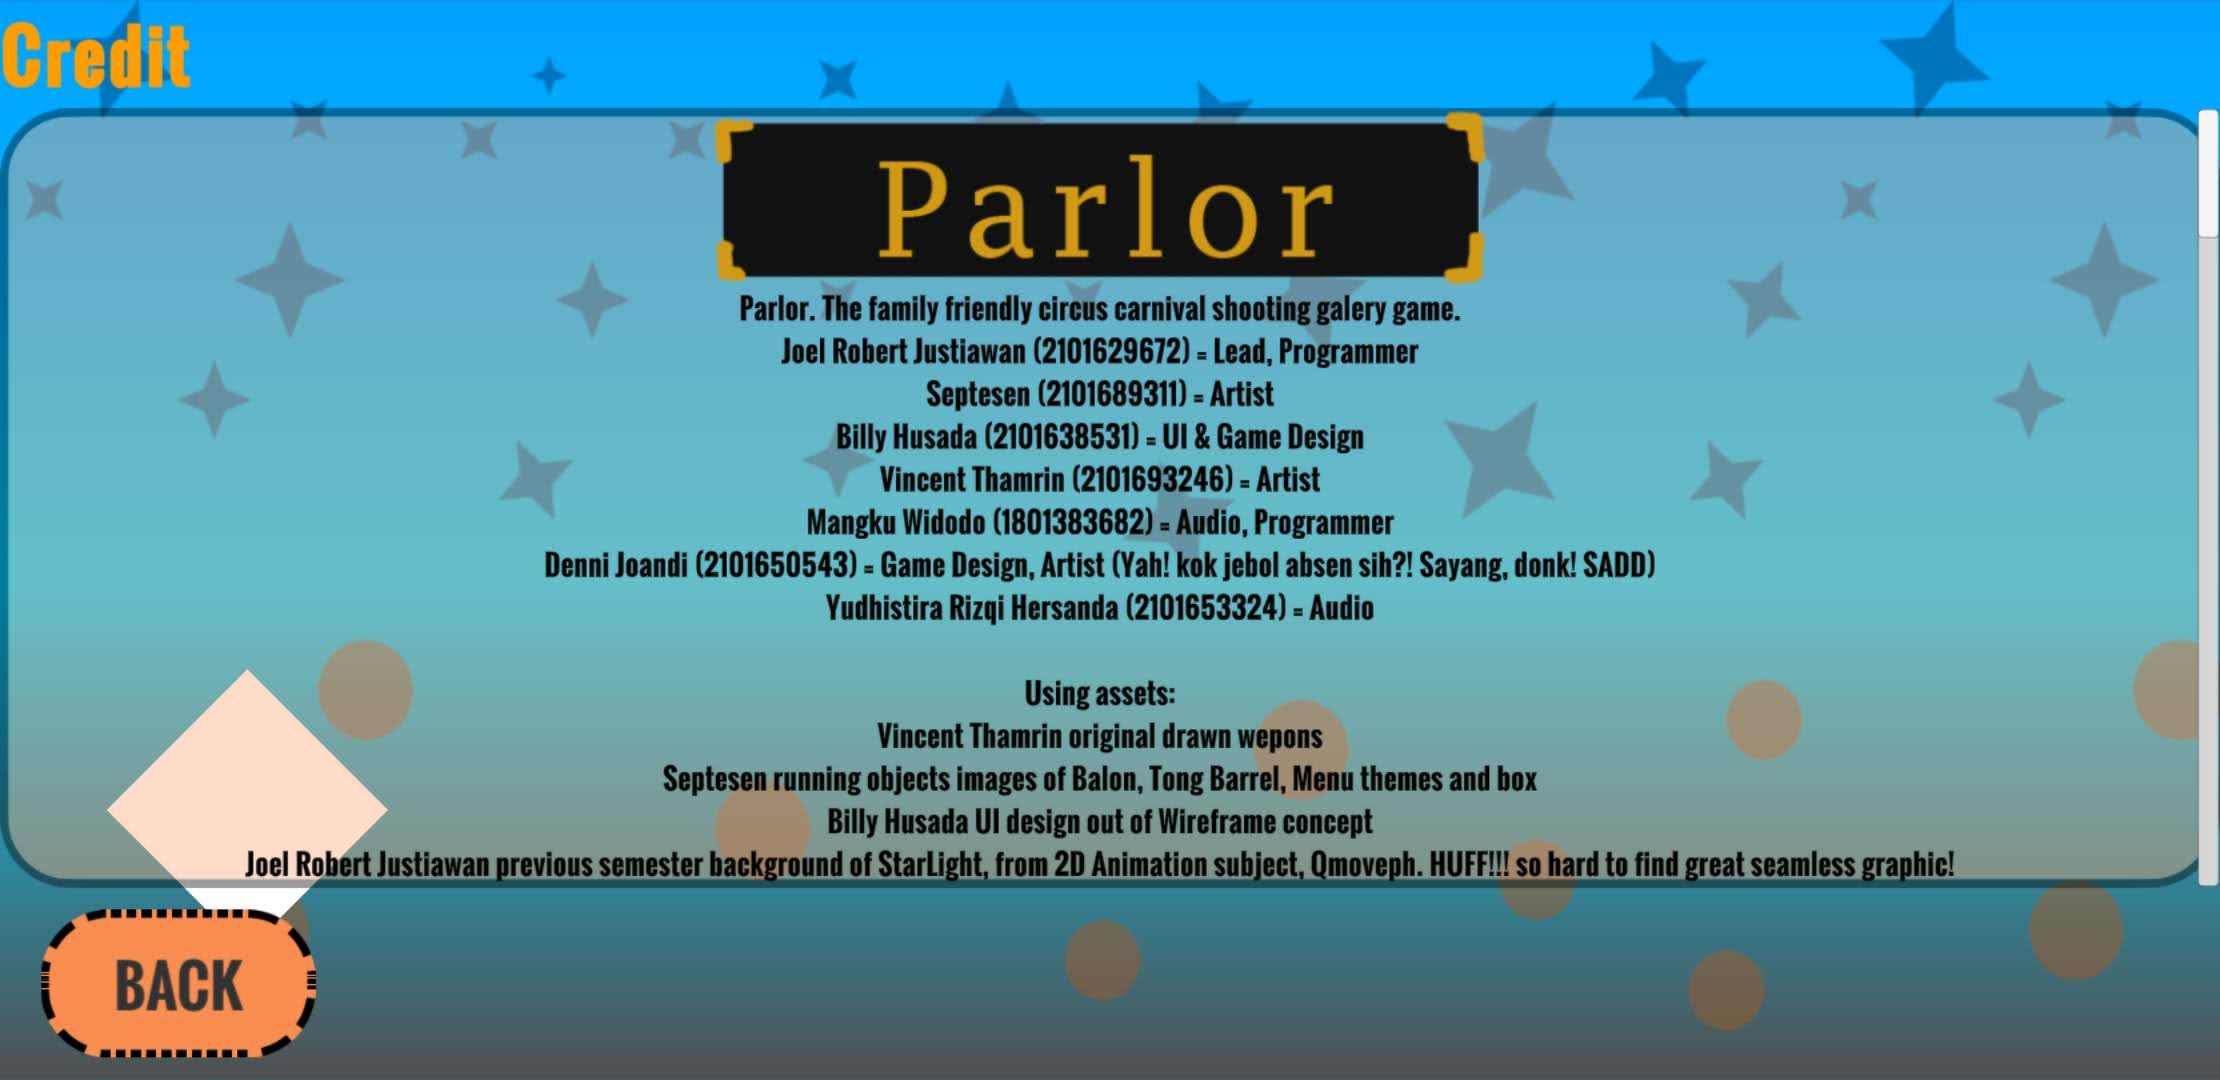 Credit
Parlor
Parlor. The family friendly circus carnival shooting galery game.
Joel Robert Justiawan (2101629672) = Lead, Programmer
Septesen (2101689311) = Artist
Billy Husada (2101638531) = UI & Game Design
Vincent Thamrin (2101693246) = Artist
Mangku Widodo (1801383682) = Audio, Programmer
Denni Joandi (2101650543) = Game Design, Artist (Yah! kok jebol absen sih?! Sayang, donk! SADD)
Yudhistira Rizqi Hersanda (2101653324) = Audio
Using assets:
Vincent Thamrin original drawn wepons
Septesen running objects images of Balon, Tong Barrel, Menu themes and box
Billy Husada UI design out of Wireframe concept
Joel Robert Justiawan previous semester background of StarLight, from 2D Animation subject, Qmoveph. HUFF!!! so hard to find great seamless graphic!
BACK